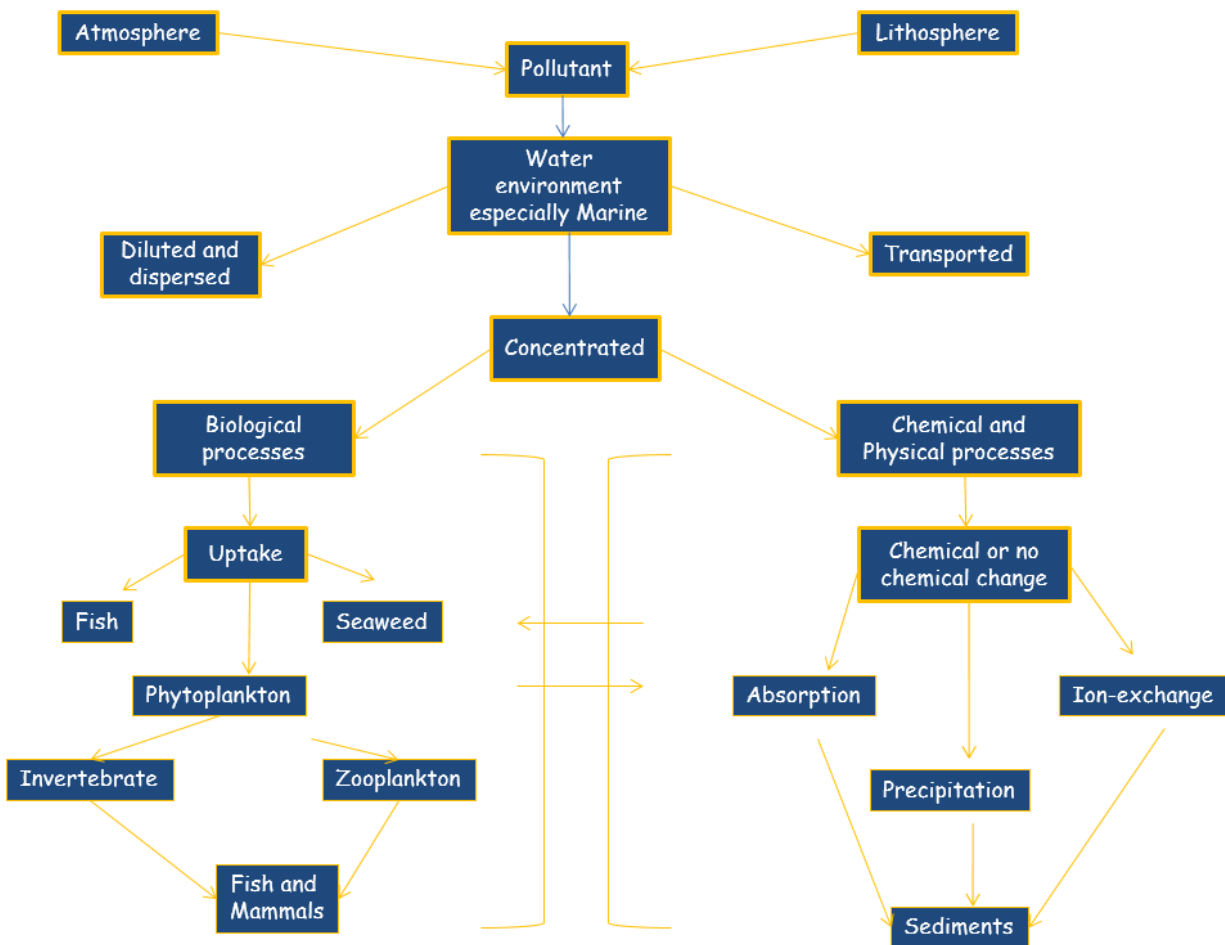 Atmosphere
Lithosphere
Pollutant
Water
environment
especially Marine
Diluted and
dispersed
Transported
Concentrated
Biological
processes
Chemical and
Physical processes
Uptake
Chemical or no
chemical change
Fish
Seaweed
Phytoplankton
Absorption
Ion-exchange
Invertebrate
Zooplankton
Precipitation
Fish and
Mammals
Sediments